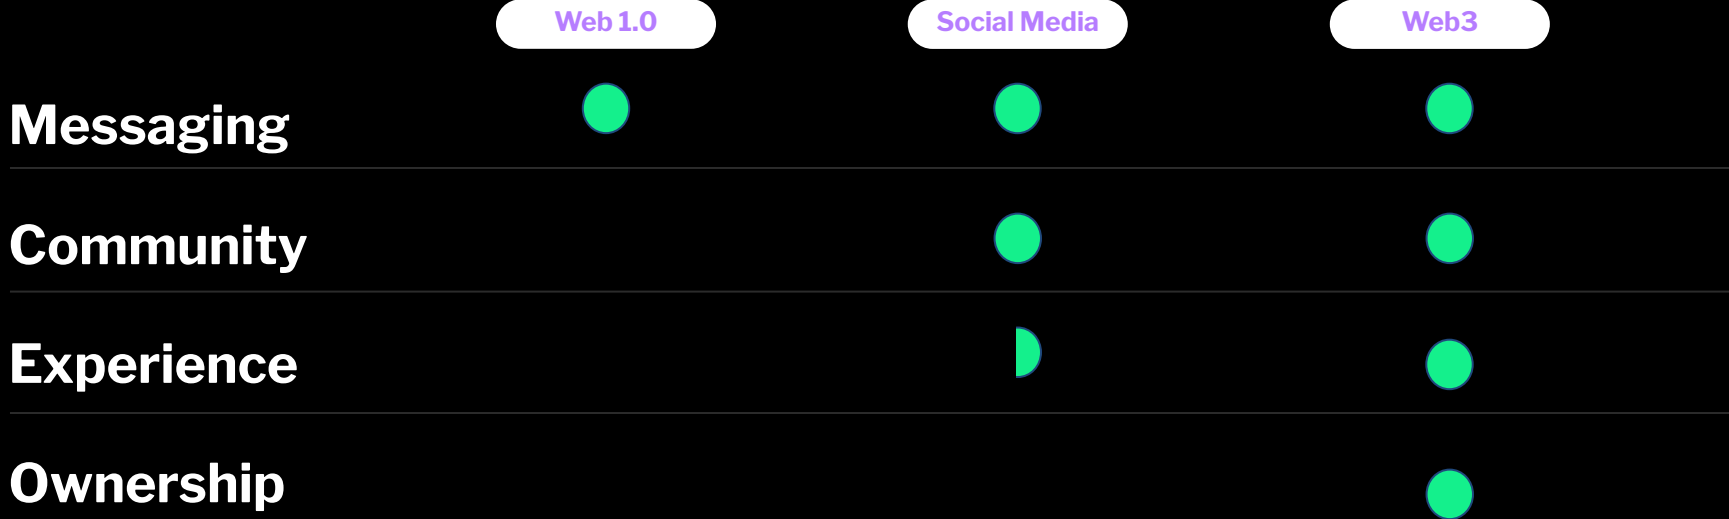 Web 1.0 Social Media Web3
Messaging
Community
Experience
Ownership